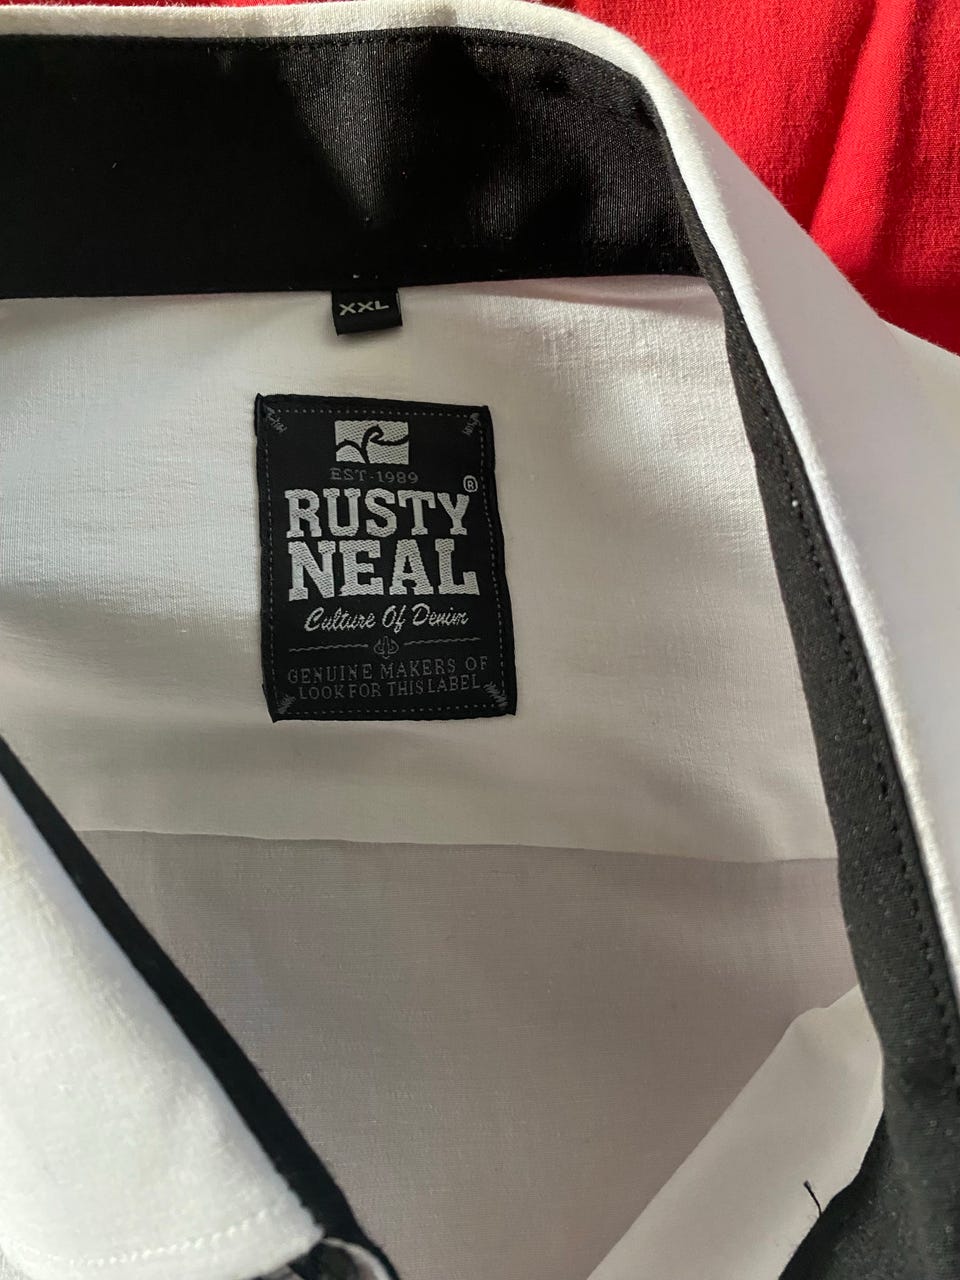 XXL
EST-1989
RUSTY ®
NEAL
Culture Of Denim
GENUINE MAKERS OF
LOOK FOR THIS LABEL